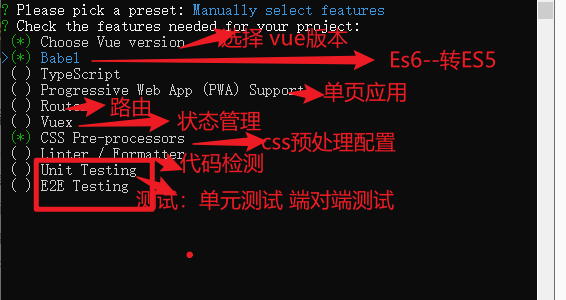 ? Please pick a preset: Manually select features
? Check the features needed for your project:
(*) Choose Vue version 选择 vue版本
>(*) Babel Es6--转ES5
( ) TypeScript
( ) Progressive Web App (PWA) Support 单页应用
( ) Router 路由
( ) Vuex 状态管理
(*) CSS Pre-processors css预处理配置
( ) Linter / Formatter 代码检测
( ) Unit Testing
( ) E2E Testing
测试：单元测试 端对端测试